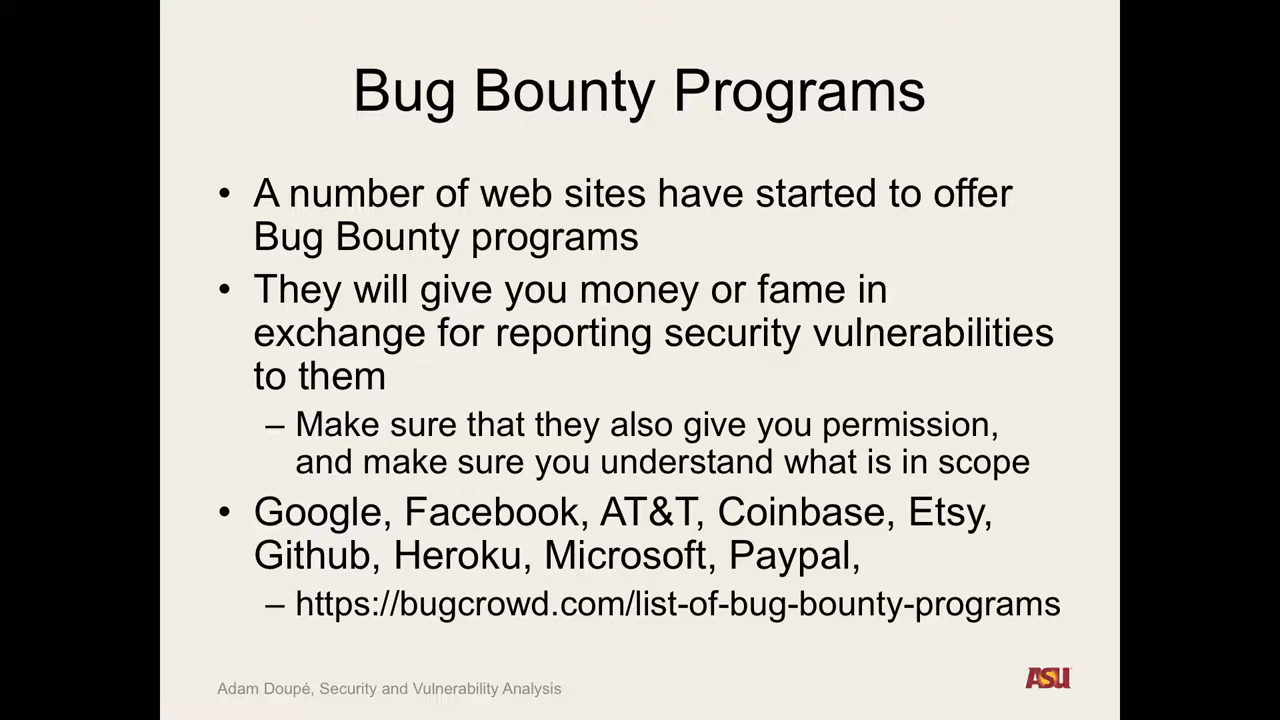 Bug Bounty Programs
• A number of web sites have started to offer
Bug Bounty programs
• They will give you money or fame in
exchange for reporting security vulnerabilities
to them
– Make sure that they also give you permission,
and make sure you understand what is in scope
• Google, Facebook, AT&T, Coinbase, Etsy,
Github, Heroku, Microsoft, Paypal,
– https://bugcrowd.com/list-of-bug-bounty-programs
Adam Doupé, Security and Vulnerability Analysis
ASU